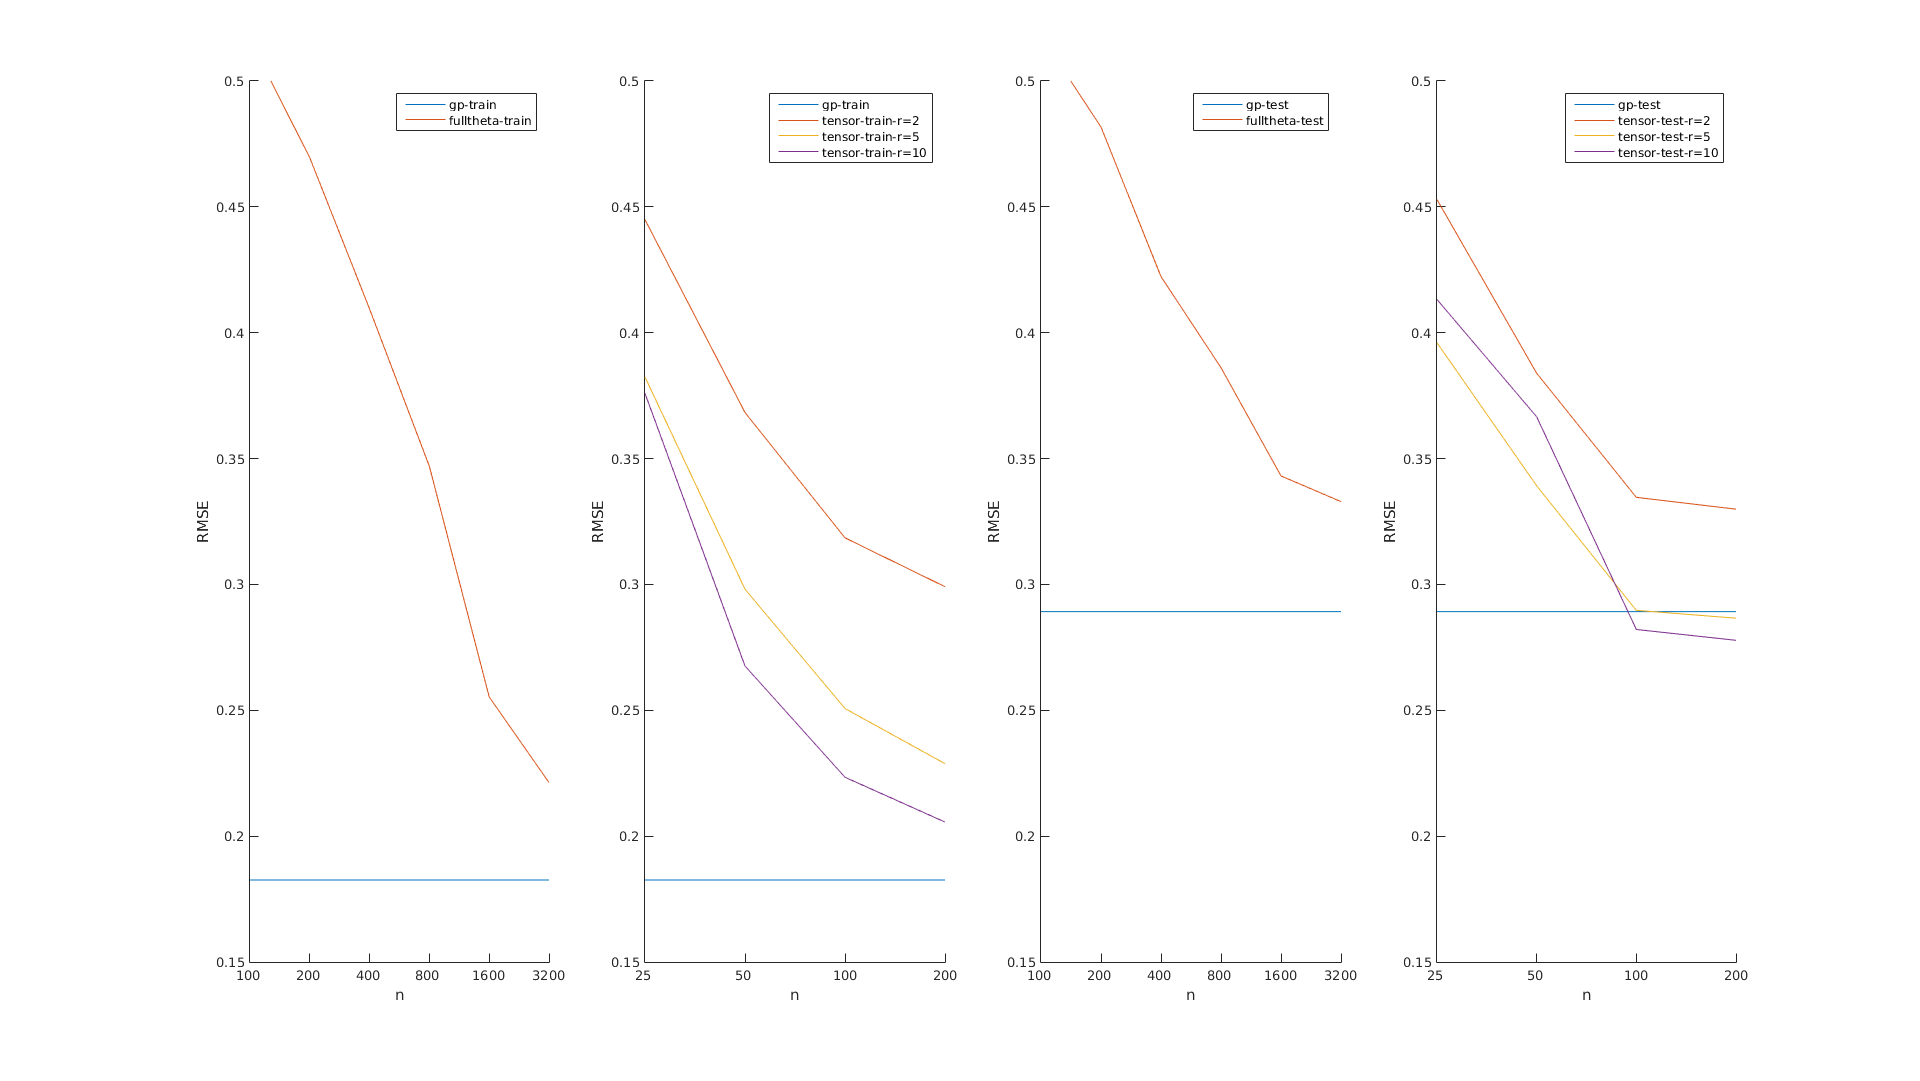 0.5
0.45
0.4
0.35
0.3
0.25
0.2
0.15
RMSE
100 200 400 800 1600 3200
n
gp-train
fulltheta-train
0.5
0.45
0.4
0.35
0.3
0.25
0.2
0.15
RMSE
25 50 100 200
n
gp-train
tensor-train-r=2
tensor-train-r=5
tensor-train-r=10
0.5
0.45
0.4
0.35
0.3
0.25
0.2
0.15
RMSE
100 200 400 800 1600 3200
n
gp-test
fulltheta-test
0.5
0.45
0.4
0.35
0.3
0.25
0.2
0.15
RMSE
25 50 100 200
n
gp-test
tensor-test-r=2
tensor-test-r=5
tensor-test-r=10